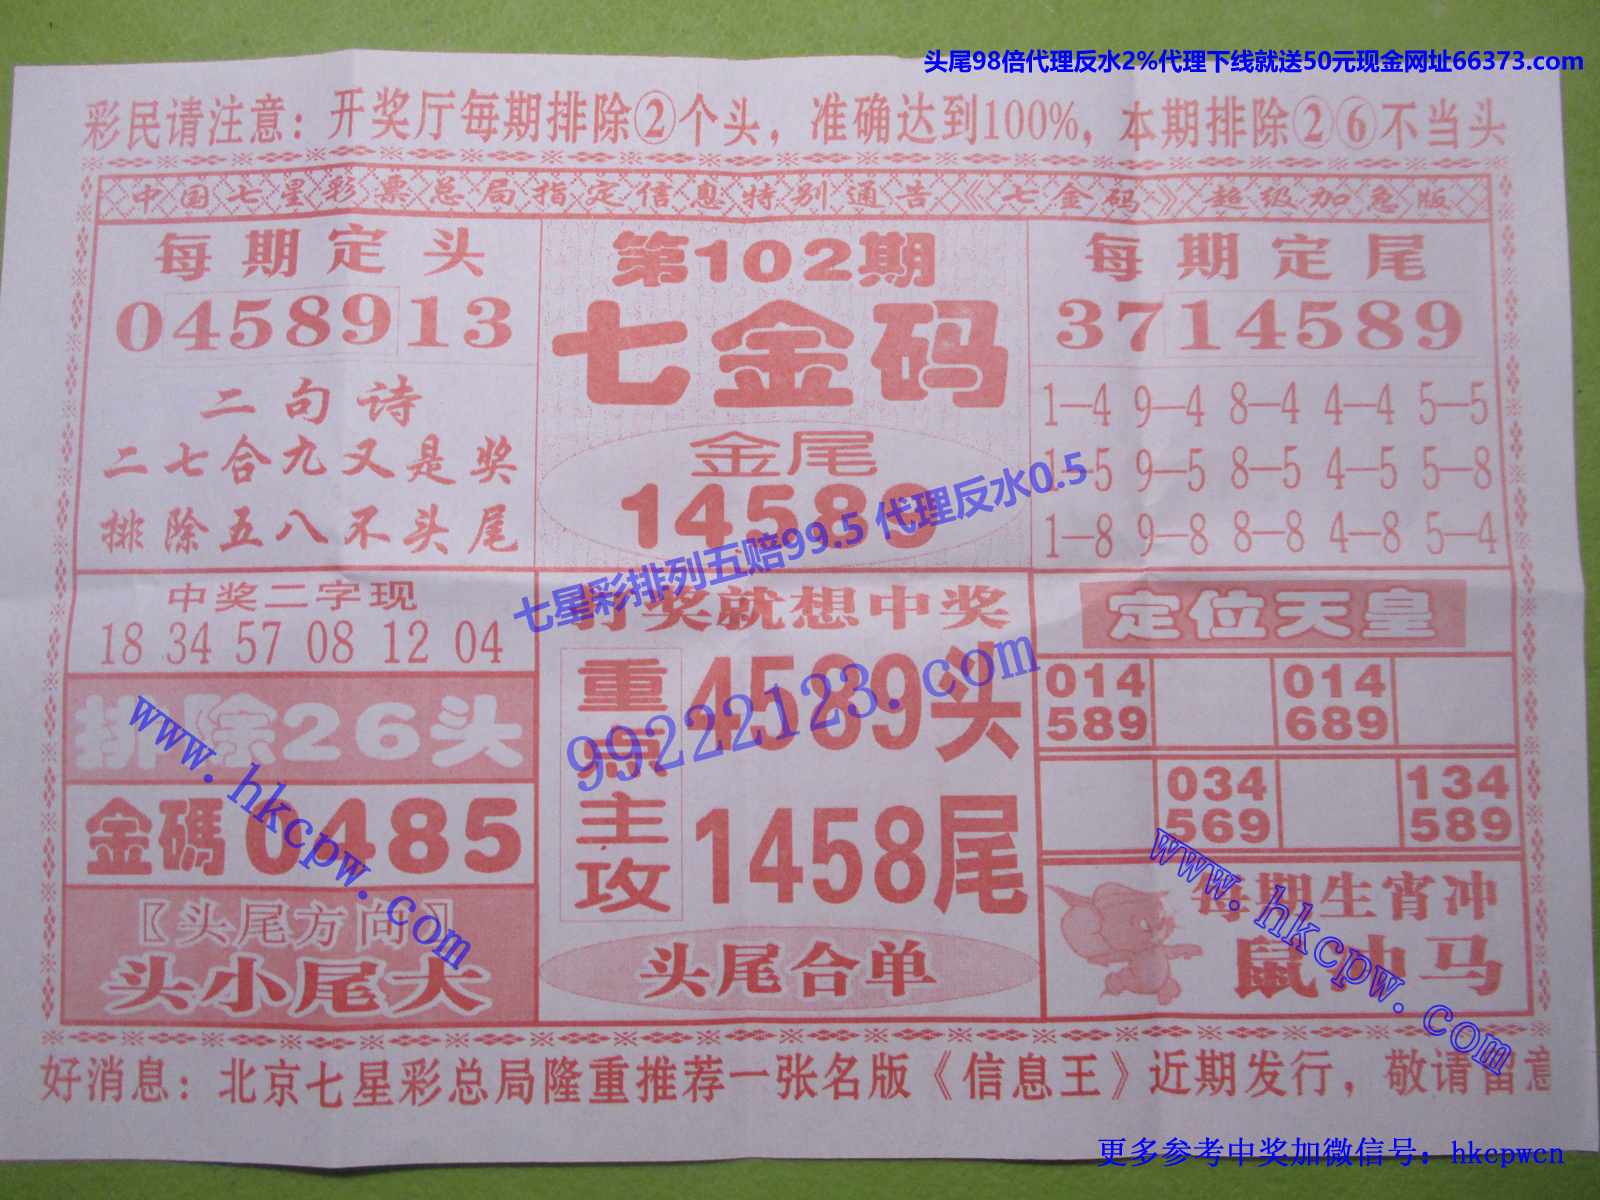 头尾98倍代理反水2%代理下线就送50元现金网址66373.com
彩民请注意：开奖厅每期排除②个头，准确达到100%，本期排除②⑥不当头
中国七星彩票总局指定信息特别通告《七金码》超级加急版
每期定头
0458913
二句诗
二七合九又是奖
排除五八不头尾
第102期
七金码
金尾
14589
每期定尾
3714589
1—4 9—4 8—4 4—4 5—5
1—5 9—5 8—5 4—5 5—8
1—8 9—8 8—8 4—8 5—4
七星彩排列五赔99.5 代理反水0.5
中奖二字现
18 34 57 08 12 04
排除26头
金碼0485
〖头尾方向〗
头小尾大
打奖就想中奖
重点主攻
4589头
1458尾
头尾合单
99222123.com
定位天皇
014 589
014 689
034 569
134 589
每期生宵冲
鼠冲马
www.hkcpw.com
www.hkcpw.com
好消息：北京七星彩总局隆重推荐一张名版《信息王》近期发行，敬请留意
更多参考中奖加微信号：hkcpwcn